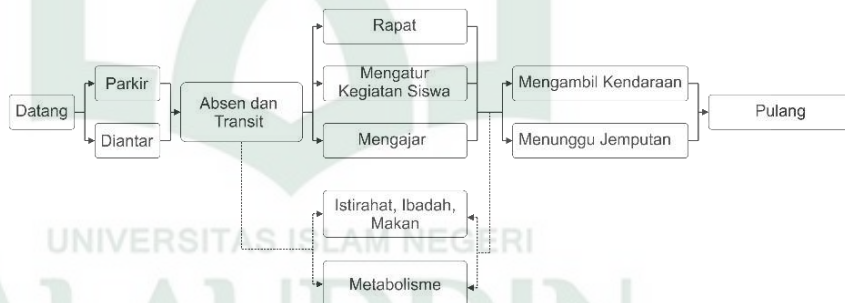 Datang
Parkir
Diantar
Absen dan
Transit
Rapat
Mengatur
Kegiatan Siswa
Mengajar
Mengambil Kendaraan
Menunggu Jemputan
Pulang
Istirahat, Ibadah,
Makan
Metabolisme
UNIVERSITAS ISLAM NEGERI
ALAUDDIN